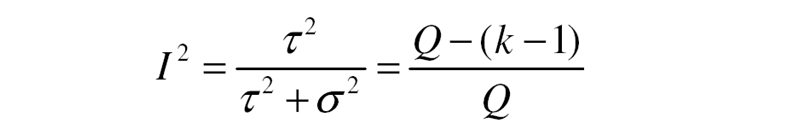 I² = τ² / (τ² + σ²) = (Q − (k − 1)) / Q